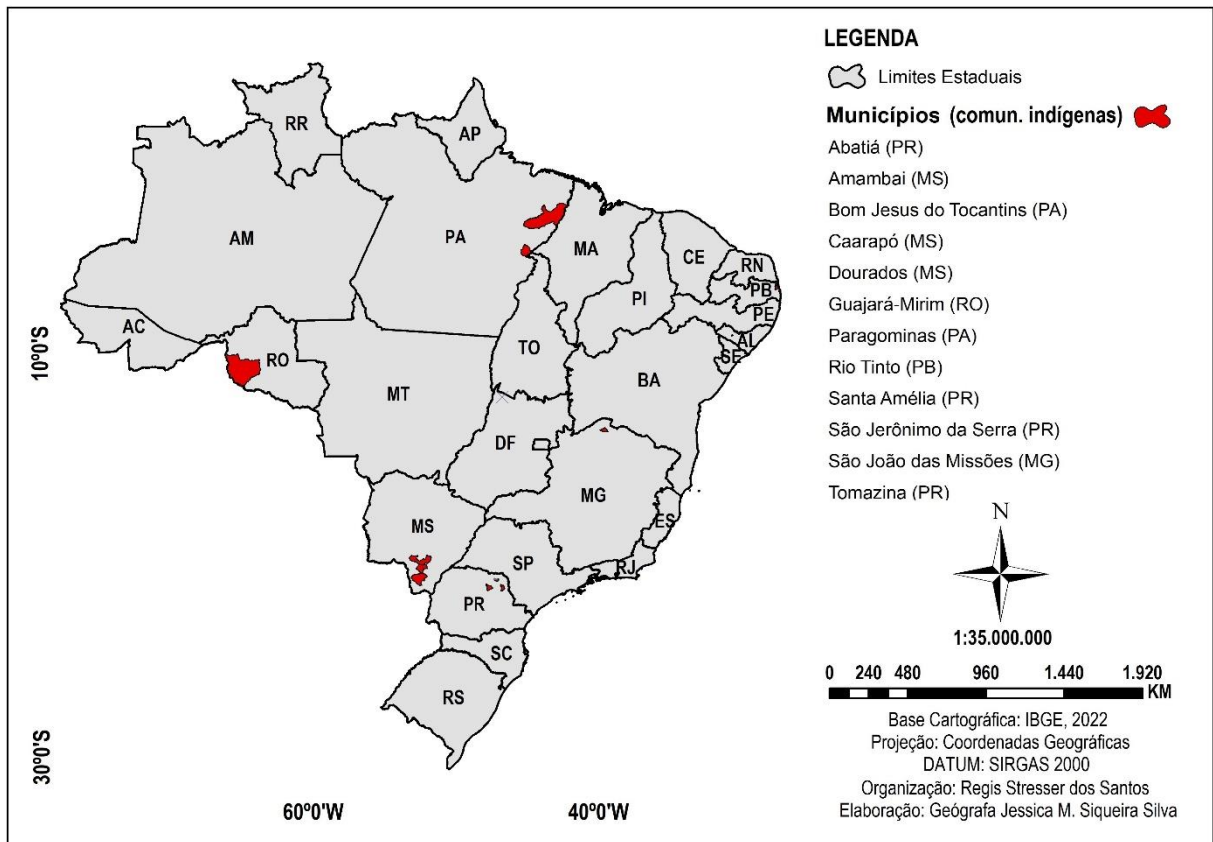 RR
AP
AM
PA
MA
CE
RN
PB
PE
AL
SE
PI
AC
RO
TO
BA
MT
DF
MG
ES
MS
SP
RJ
PR
SC
RS
10º0'S
30º0'S
60º0'W
40º0'W
LEGENDA
Limites Estaduais
Municípios (comun. indígenas)
Abatiá (PR)
Amambai (MS)
Bom Jesus do Tocantins (PA)
Caarapó (MS)
Dourados (MS)
Guajará-Mirim (RO)
Paragominas (PA)
Rio Tinto (PB)
Santa Amélia (PR)
São Jerônimo da Serra (PR)
São João das Missões (MG)
Tomazina (PR)
N
1:35.000.000
0 240 480 960 1.440 1.920
KM
Base Cartográfica: IBGE, 2022
Projeção: Coordenadas Geográficas
DATUM: SIRGAS 2000
Organização: Regis Stresser dos Santos
Elaboração: Geógrafa Jessica M. Siqueira Silva